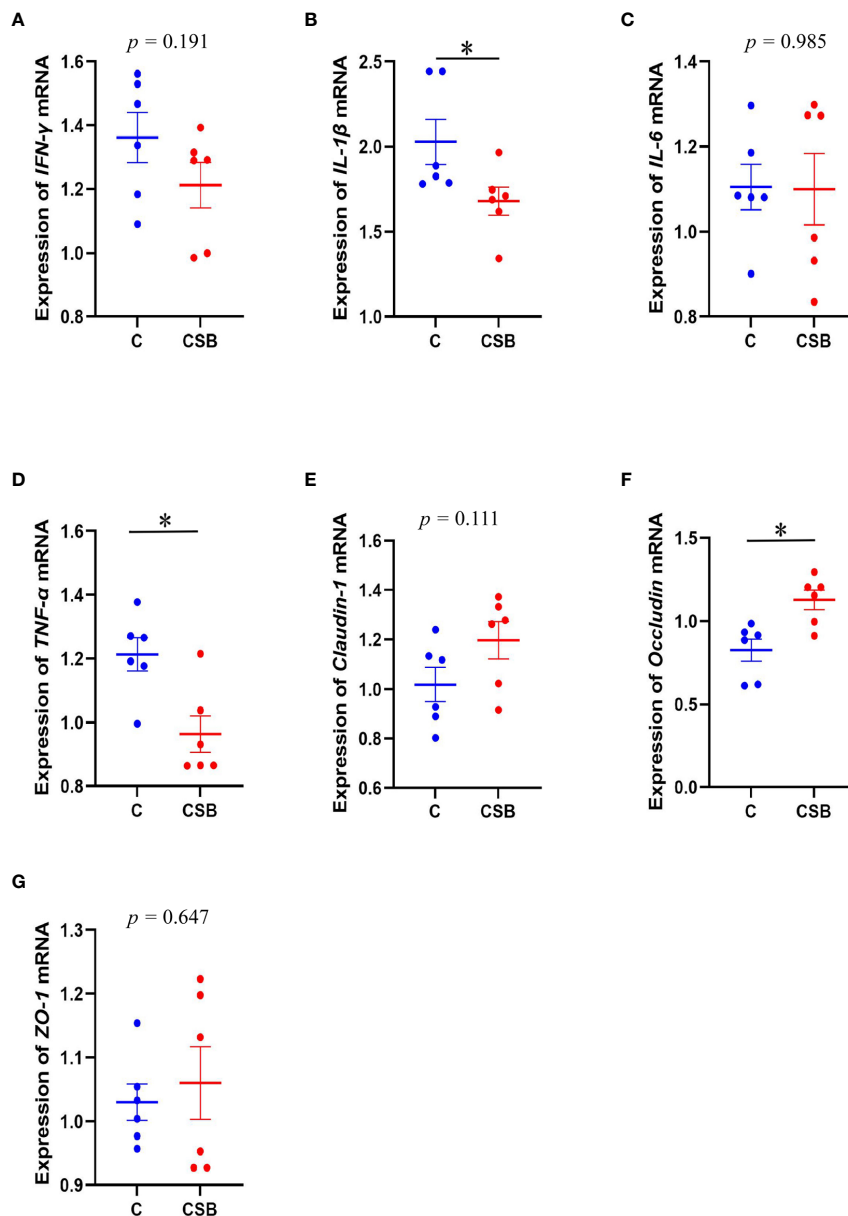 A
p = 0.191
Expression of IFN-γ mRNA
1.6
1.4
1.2
1.0
0.8
C
CSB
B
*
Expression of IL-1β mRNA
2.5
2.0
1.5
1.0
C
CSB
C
p = 0.985
Expression of IL-6 mRNA
1.4
1.2
1.0
0.8
C
CSB
D
*
Expression of TNF-α mRNA
1.6
1.4
1.2
1.0
0.8
C
CSB
E
p = 0.111
Expression of Claudin-1 mRNA
1.6
1.4
1.2
1.0
0.8
0.6
C
CSB
F
*
Expression of Occludin mRNA
1.5
1.0
0.5
0.0
C
CSB
G
p = 0.647
Expression of ZO-1 mRNA
1.3
1.2
1.1
1.0
0.9
C
CSB